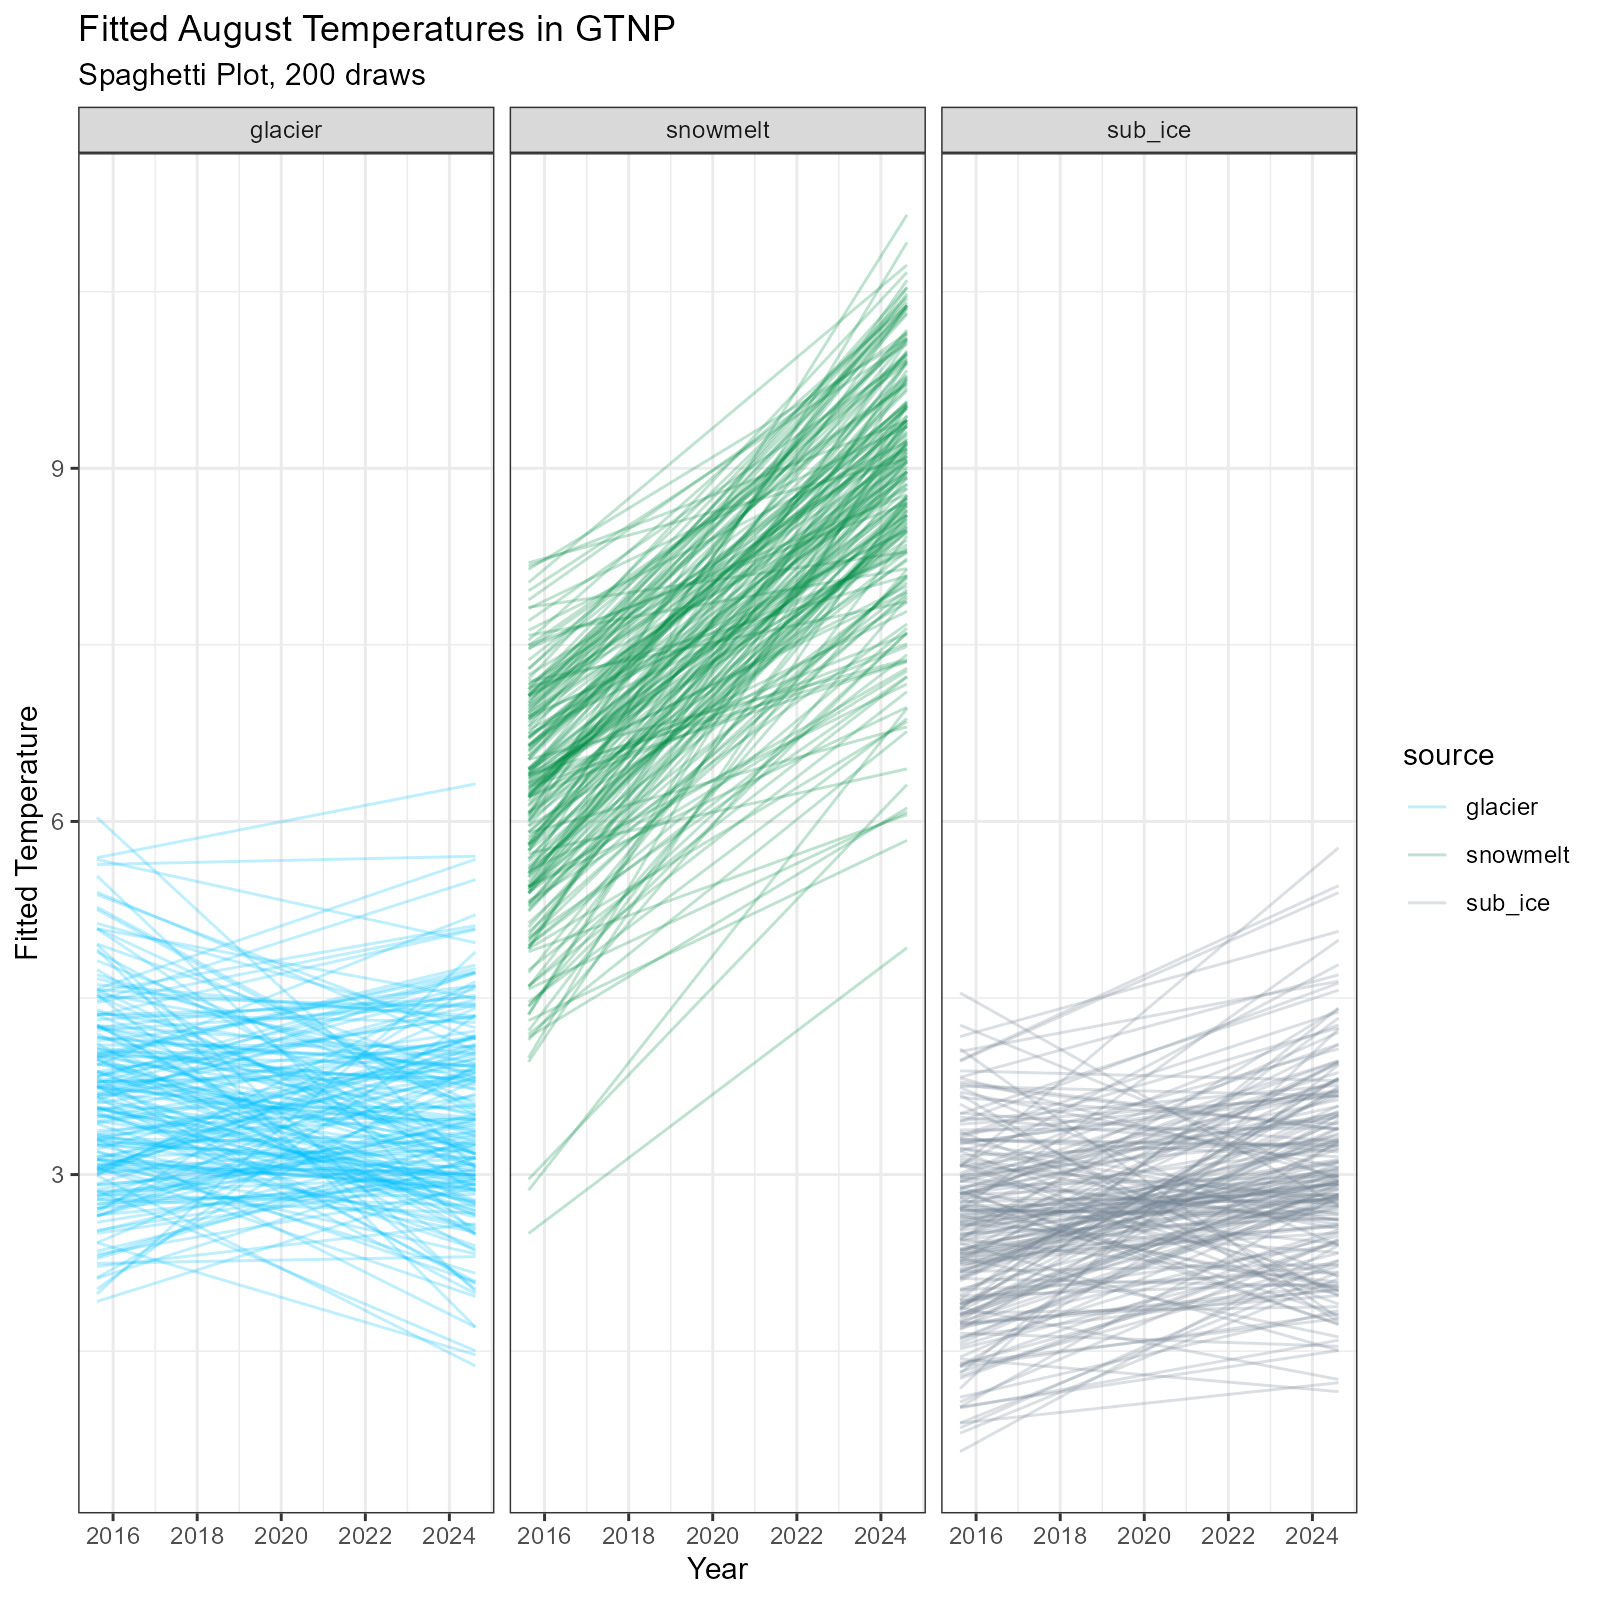 Fitted August Temperatures in GTNP
Spaghetti Plot, 200 draws
glacier
snowmelt
sub_ice
9
6
3
Fitted Temperature
2016 2018 2020 2022 2024
2016 2018 2020 2022 2024
2016 2018 2020 2022 2024
Year
source
glacier
snowmelt
sub_ice